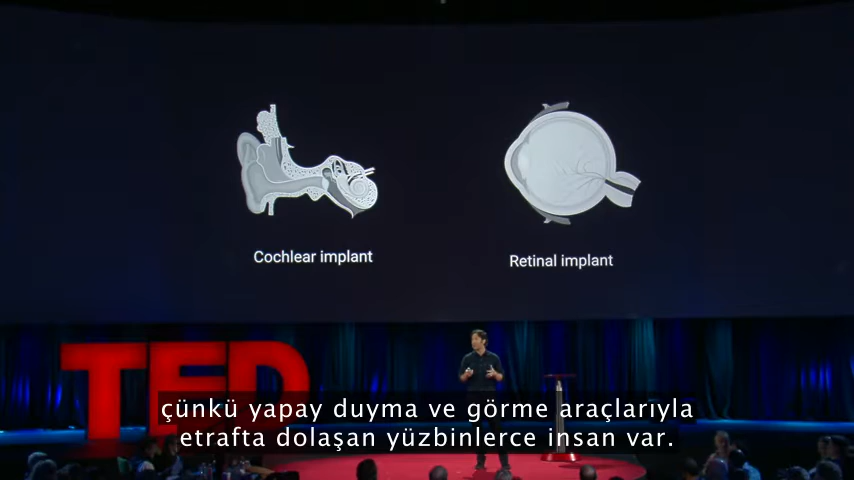 Cochlear implant
Retinal implant
TED
çünkü yapay duyma ve görme araçlarıyla
etrafta dolaşan yüzbinlerce insan var.